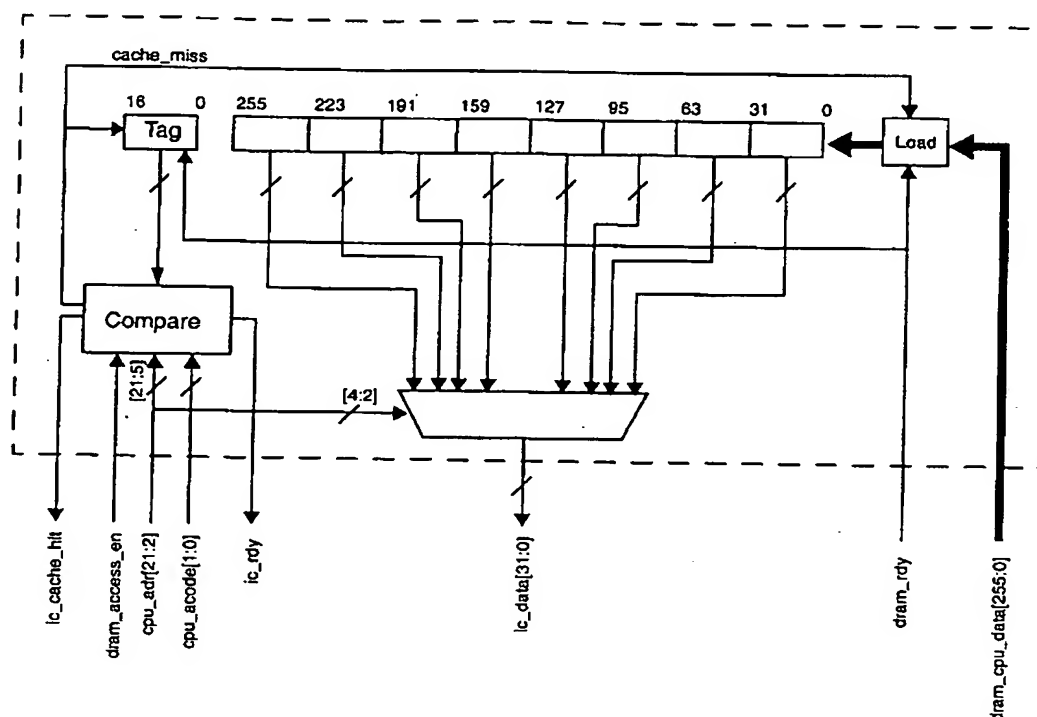 cache_miss
16 0 255 223 191 159 127 95 63 31 0
Tag
Load
Compare
[21:5]
[4:2]
ic_cache_hit
dram_access_en
cpu_adr[21:2]
cpu_acode[1:0]
ic_rdy
ic_data[31:0]
dram_rdy
dram_cpu_data[255:0]